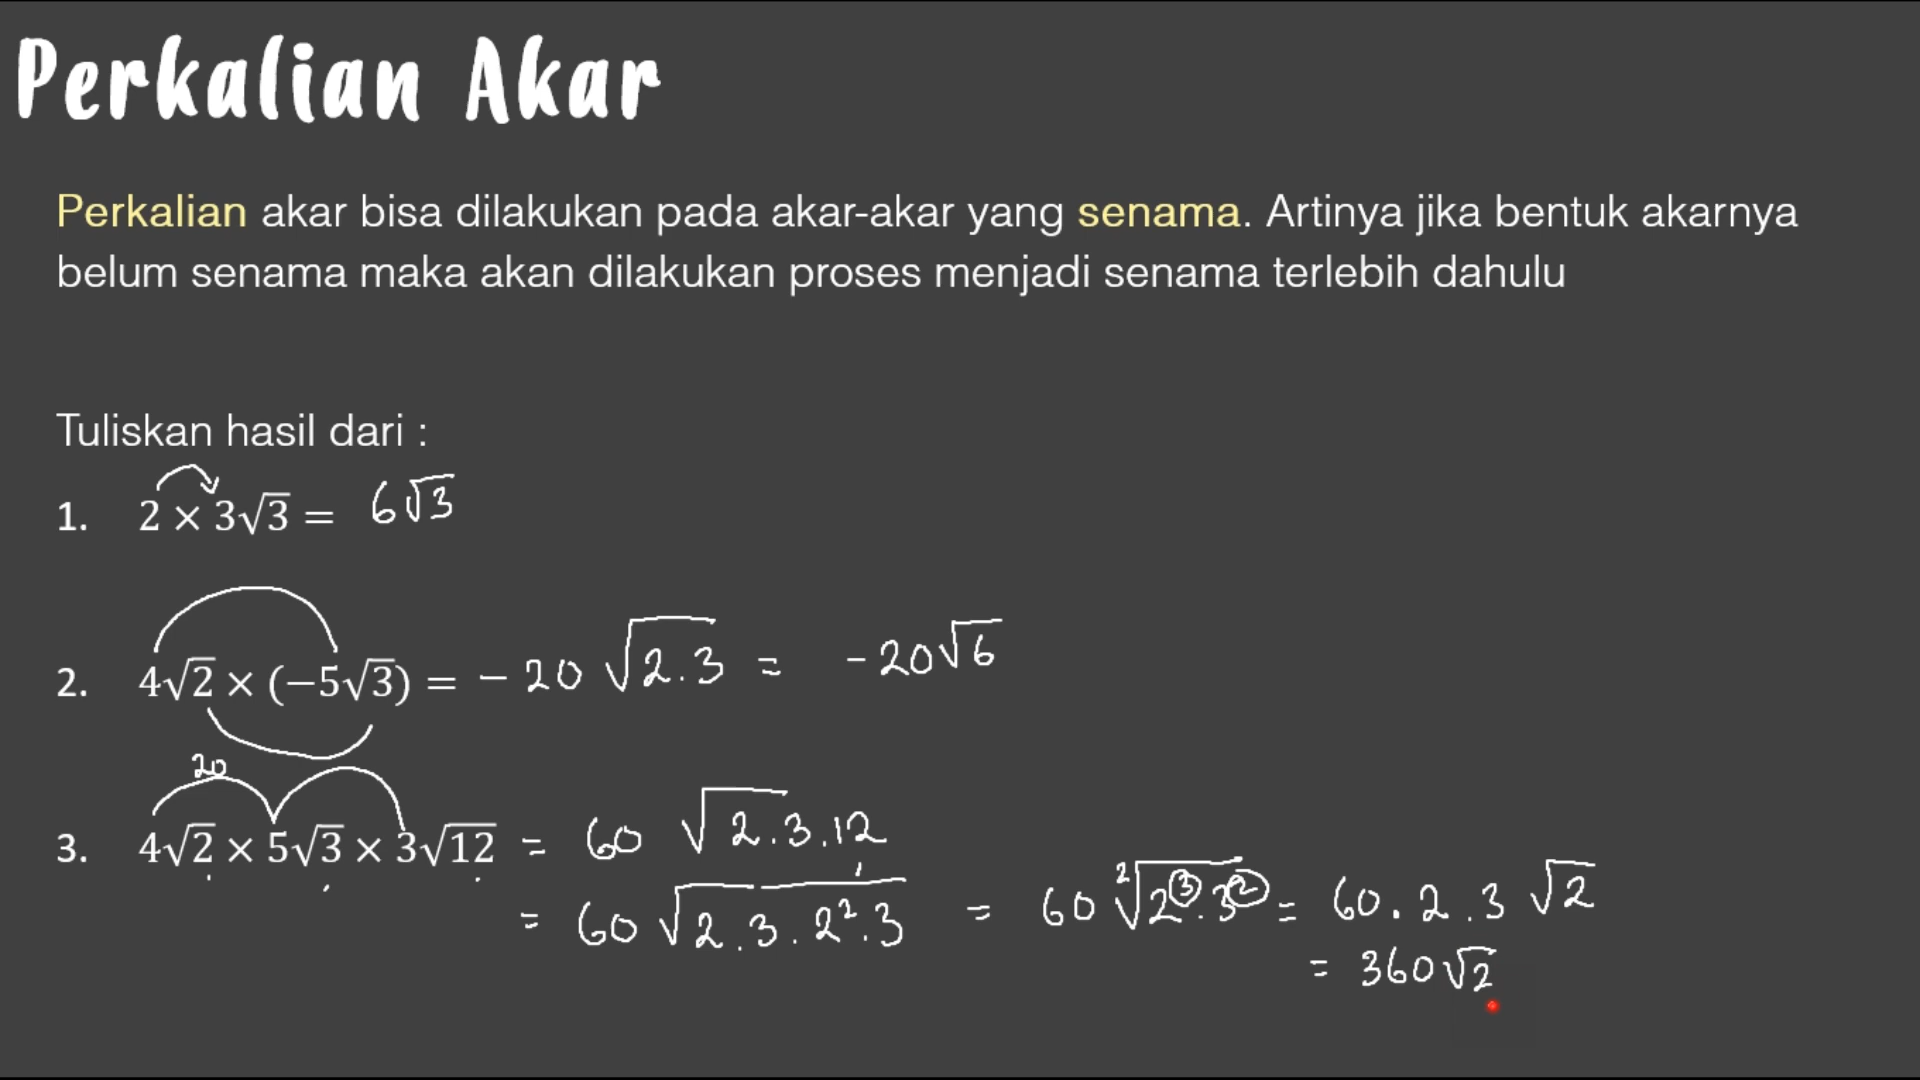 Perkalian Akar
Perkalian akar bisa dilakukan pada akar-akar yang senama. Artinya jika bentuk akarnya
belum senama maka akan dilakukan proses menjadi senama terlebih dahulu
Tuliskan hasil dari :
1. 2 × 3√3 = 6√3
2. 4√2 × (−5√3) = − 20 √2.3 = -20√6
20
3. 4√2 × 5√3 × 3√12 = 60 √2.3.12
= 60 √2.3.2².3 = 60 ²√2³.3² = 60.2.3 √2
= 360√2